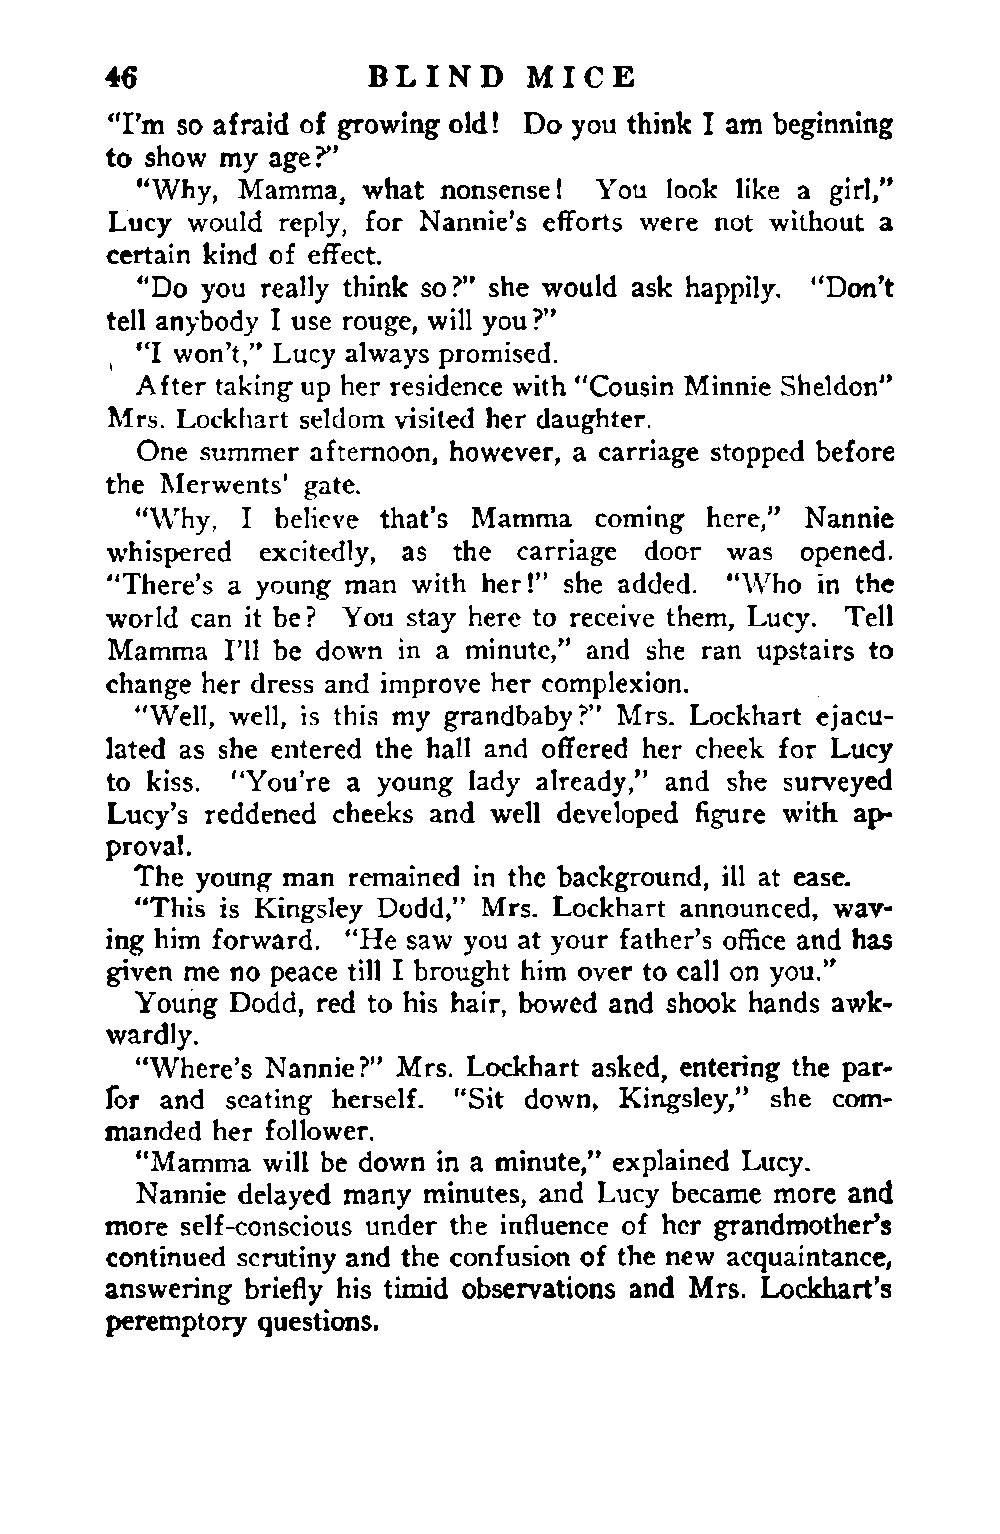 46 BLIND MICE
"I'm so afraid of growing old! Do you think I am beginning
to show my age?"
"Why, Mamma, what nonsense! You look like a girl,"
Lucy would reply, for Nannie's efforts were not without a
certain kind of effect.
"Do you really think so?" she would ask happily. "Don't
tell anybody I use rouge, will you?"
"I won't," Lucy always promised.
After taking up her residence with "Cousin Minnie Sheldon"
Mrs. Lockhart seldom visited her daughter.
One summer afternoon, however, a carriage stopped before
the Merwents' gate.
"Why, I believe that's Mamma coming here," Nannie
whispered excitedly, as the carriage door was opened.
"There's a young man with her!" she added. "Who in the
world can it be? You stay here to receive them, Lucy. Tell
Mamma I'll be down in a minute," and she ran upstairs to
change her dress and improve her complexion.
"Well, well, is this my grandbaby?" Mrs. Lockhart ejacu-
lated as she entered the hall and offered her cheek for Lucy
to kiss. "You're a young lady already," and she surveyed
Lucy's reddened cheeks and well developed figure with ap-
proval.
The young man remained in the background, ill at ease.
"This is Kingsley Dodd," Mrs. Lockhart announced, wav-
ing him forward. "He saw you at your father's office and has
given me no peace till I brought him over to call on you."
Young Dodd, red to his hair, bowed and shook hands awk-
wardly.
"Where's Nannie?" Mrs. Lockhart asked, entering the par-
lor and seating herself. "Sit down, Kingsley," she com-
manded her follower.
"Mamma will be down in a minute," explained Lucy.
Nannie delayed many minutes, and Lucy became more and
more self-conscious under the influence of her grandmother's
continued scrutiny and the confusion of the new acquaintance,
answering briefly his timid observations and Mrs. Lockhart's
peremptory questions.